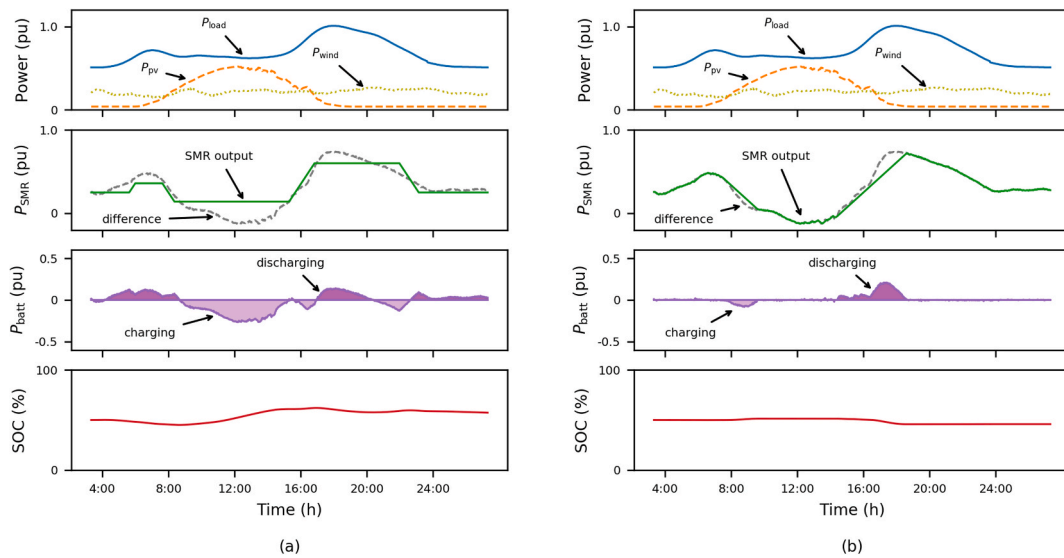 1.0
0
Power (pu)
P_load
P_pv
P_wind
1.0
0
P_SMR (pu)
SMR output
difference
0.5
0
-0.5
P_batt (pu)
discharging
charging
100
0
SOC (%)
4:00 8:00 12:00 16:00 20:00 24:00
Time (h)
(a)
1.0
0
Power (pu)
P_load
P_pv
P_wind
1.0
0
P_SMR (pu)
SMR output
difference
0.5
0
-0.5
P_batt (pu)
discharging
charging
100
0
SOC (%)
4:00 8:00 12:00 16:00 20:00 24:00
Time (h)
(b)